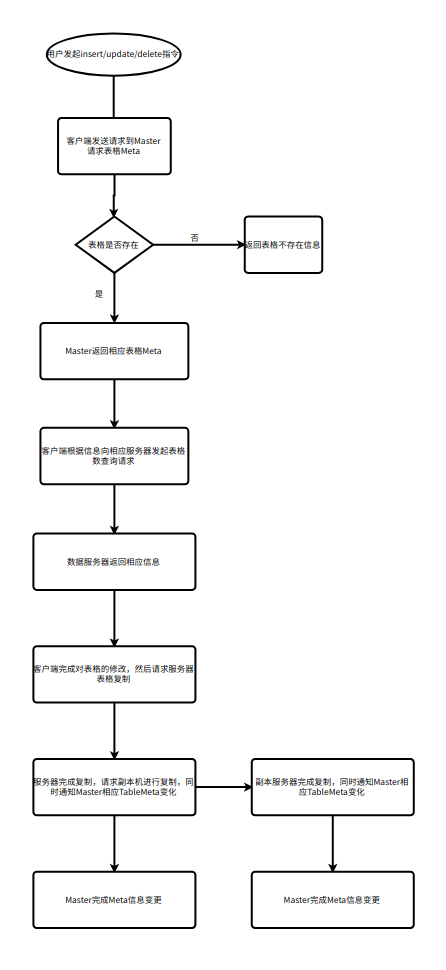 用户发起insert/update/delete指令
客户端发送请求到Master
请求表格Meta
表格是否存在
否
返回表格不存在信息
是
Master返回相应表格Meta
客户端根据信息向相应服务器发起表格
数查询请求
数据服务器返回相应信息
客户端完成对表格的修改，然后请求服务器
表格复制
服务器完成复制，请求副本机进行复制，同
时通知Master相应TableMeta变化
副本服务器完成复制，同时通知Master相
应TableMeta变化
Master完成Meta信息变更
Master完成Meta信息变更